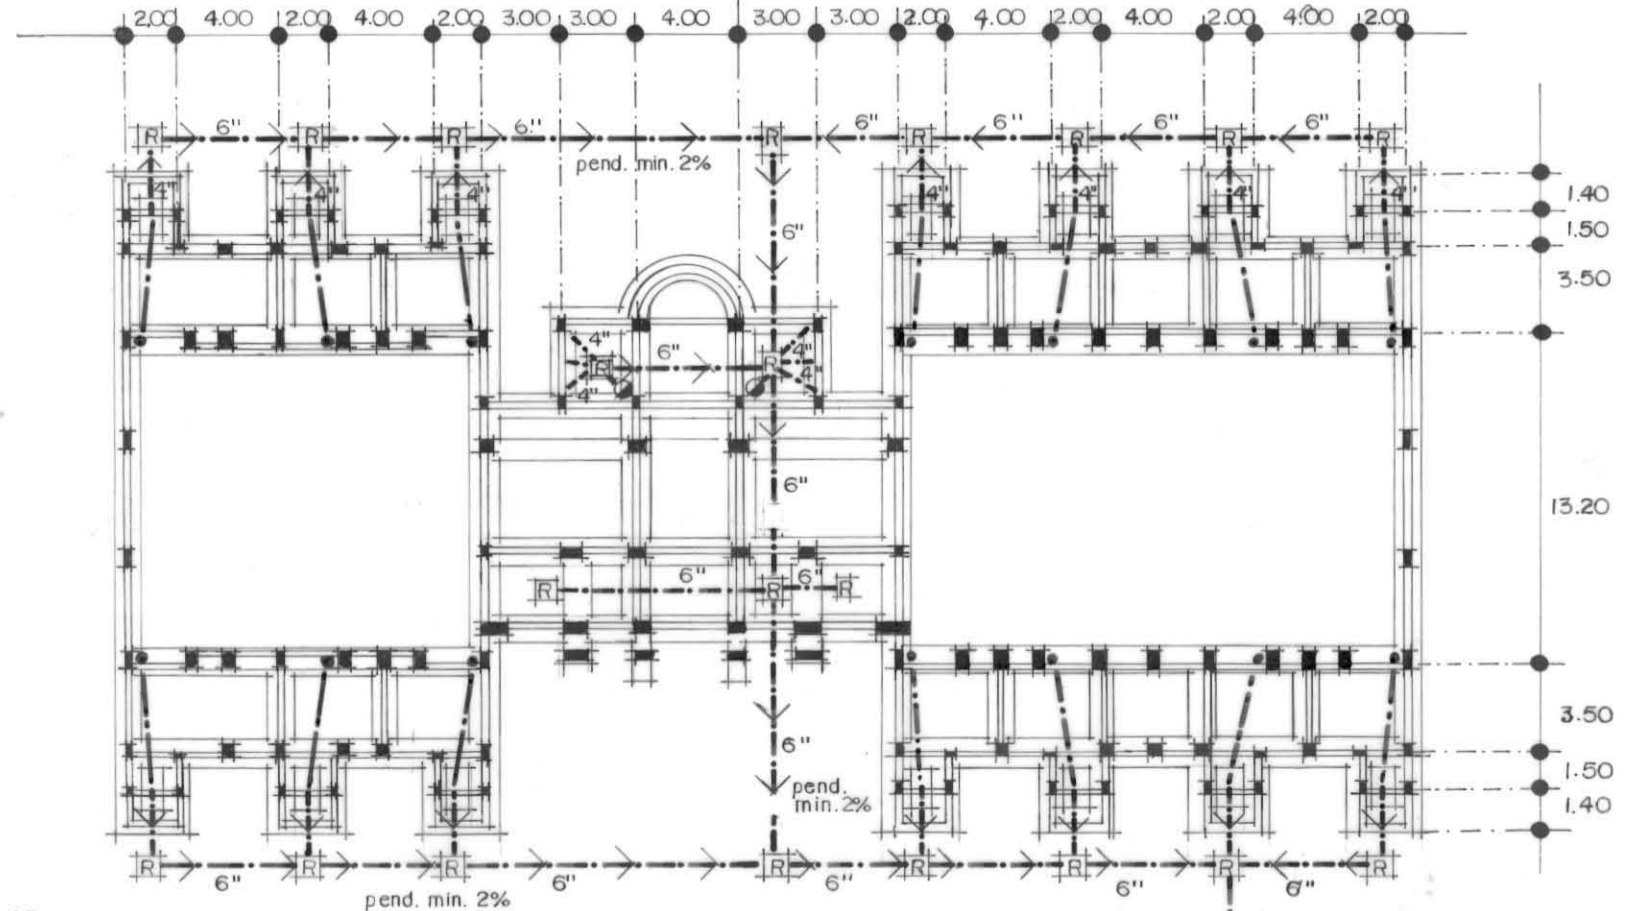 2.00 4.00 2.00 4.00 2.00 3.00 3.00 4.00 3.00 3.00 2.00 4.00 2.00 4.00 2.00 4.00 2.00
R 6" R R 6" R 6" R 6" R 6" R 6" R
pend. min. 2%
4" 4" 4" 4" 4" 4" 4"
1.40
1.50
6"
3.50
4" 6" 4"
R R 4"
4"
6"
13.20
6" 6"
R R R
3.50
6"
1.50
pend.
min. 2%
1.40
R R R R R R R R
6" 6" 6" 6" 6"
pend. min. 2%